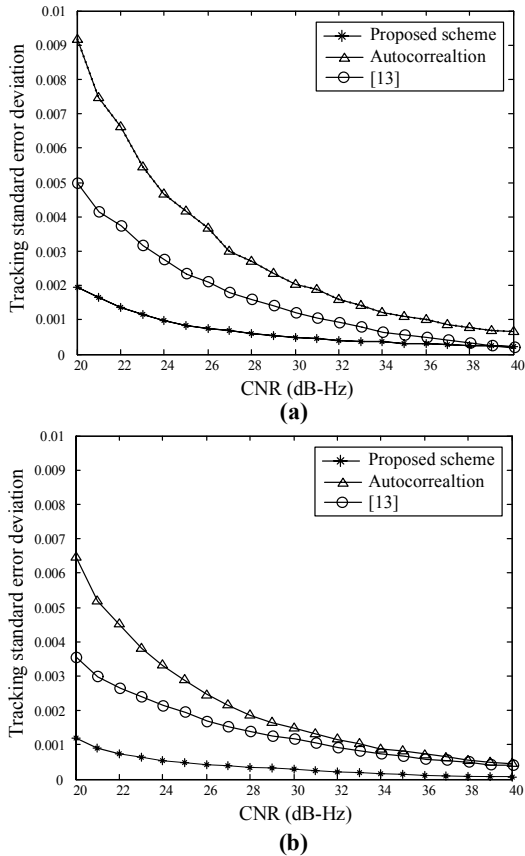 0.01
0.009
0.008
0.007
0.006
0.005
0.004
0.003
0.002
0.001
0
Tracking standard error deviation
Proposed scheme
Autocorrealtion
[13]
20 22 24 26 28 30 32 34 36 38 40
CNR (dB-Hz)
(a)
0.01
0.009
0.008
0.007
0.006
0.005
0.004
0.003
0.002
0.001
0
Tracking standard error deviation
Proposed scheme
Autocorrealtion
[13]
20 22 24 26 28 30 32 34 36 38 40
CNR (dB-Hz)
(b)